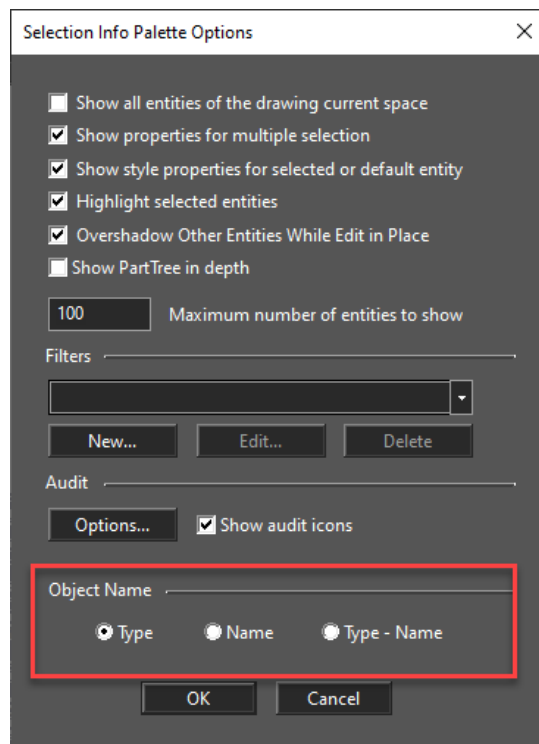 Selection Info Palette Options
Show all entities of the drawing current space
Show properties for multiple selection
Show style properties for selected or default entity
Highlight selected entities
Overshadow Other Entities While Edit in Place
Show PartTree in depth
100 Maximum number of entities to show
Filters
New... Edit... Delete
Audit
Options... Show audit icons
Object Name
Type Name Type - Name
OK Cancel